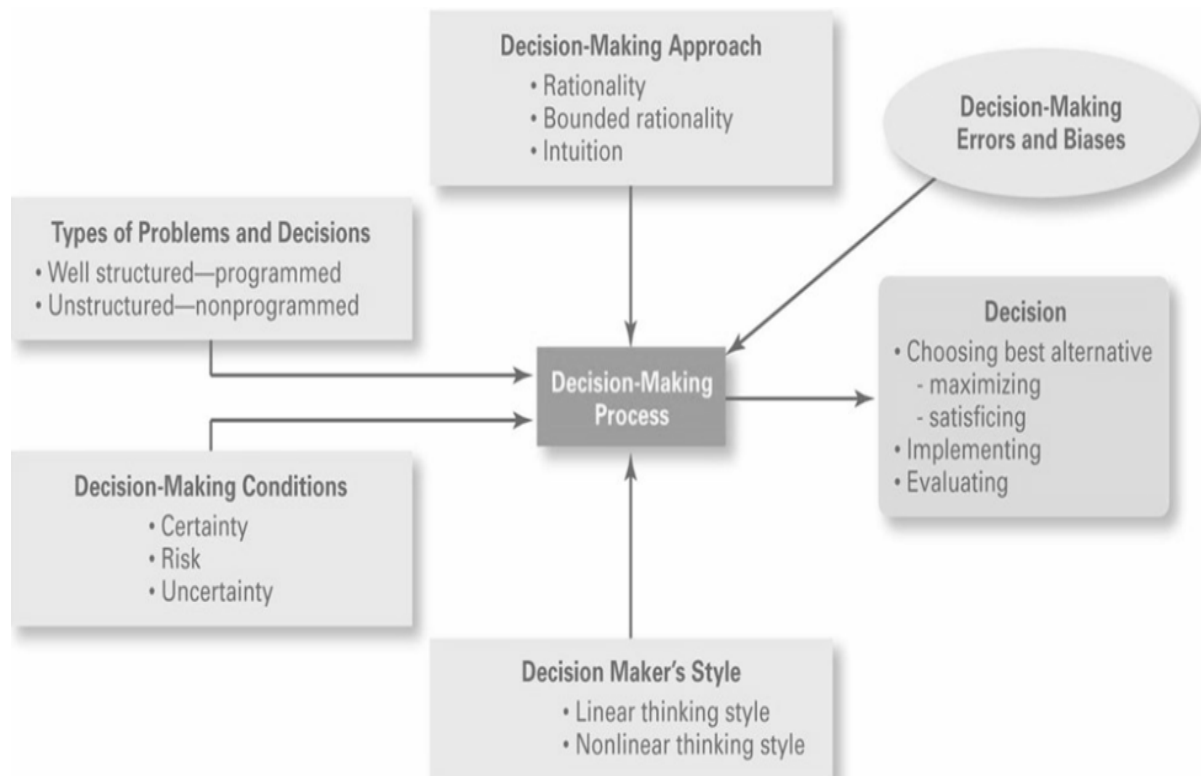 Decision-Making Approach
• Rationality
• Bounded rationality
• Intuition
Decision-Making
Errors and Biases
Types of Problems and Decisions
• Well structured—programmed
• Unstructured—nonprogrammed
Decision
• Choosing best alternative
- maximizing
- satisficing
• Implementing
• Evaluating
Decision-Making
Process
Decision-Making Conditions
• Certainty
• Risk
• Uncertainty
Decision Maker's Style
• Linear thinking style
• Nonlinear thinking style